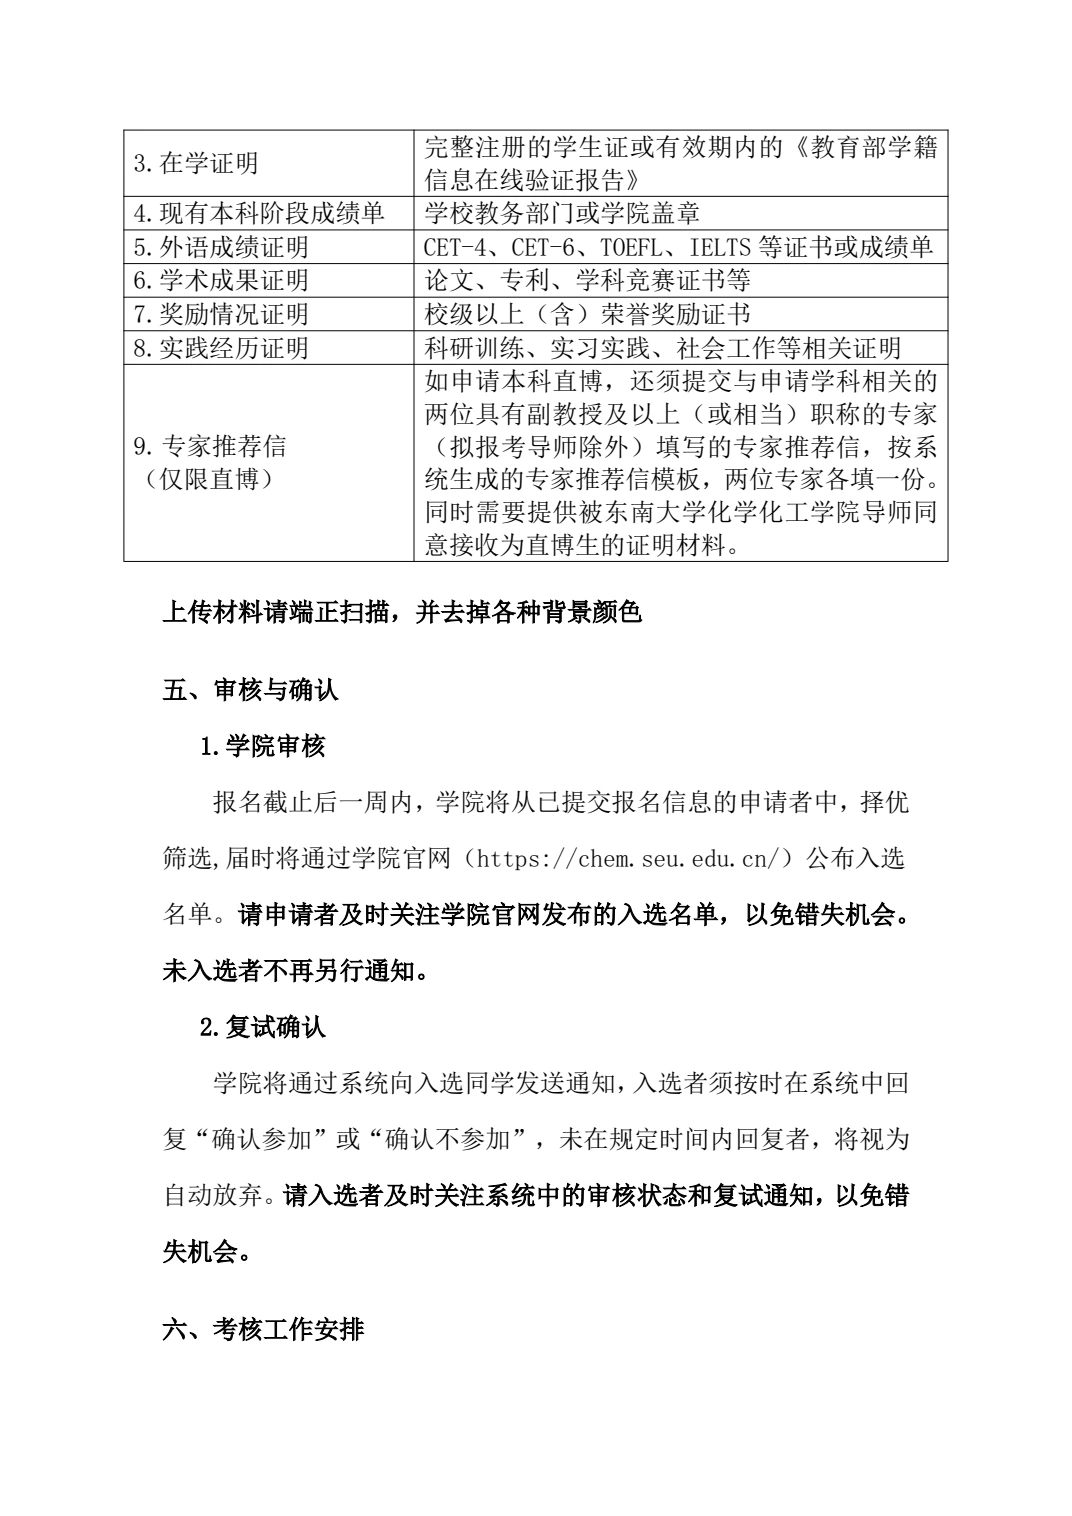 3.在学证明
完整注册的学生证或有效期内的《教育部学籍
信息在线验证报告》
4.现有本科阶段成绩单
学校教务部门或学院盖章
5.外语成绩证明
CET-4、CET-6、TOEFL、IELTS 等证书或成绩单
6.学术成果证明
论文、专利、学科竞赛证书等
7.奖励情况证明
校级以上（含）荣誉奖励证书
8.实践经历证明
科研训练、实习实践、社会工作等相关证明
9.专家推荐信
（仅限直博）
如申请本科直博，还须提交与申请学科相关的
两位具有副教授及以上（或相当）职称的专家
（拟报考导师除外）填写的专家推荐信，按系
统生成的专家推荐信模板，两位专家各填一份。
同时需要提供被东南大学化学化工学院导师同
意接收为直博生的证明材料。
上传材料请端正扫描，并去掉各种背景颜色
五、审核与确认
1.学院审核
报名截止后一周内，学院将从已提交报名信息的申请者中，择优
筛选,届时将通过学院官网（https://chem.seu.edu.cn/）公布入选
名单。请申请者及时关注学院官网发布的入选名单，以免错失机会。
未入选者不再另行通知。
2.复试确认
学院将通过系统向入选同学发送通知，入选者须按时在系统中回
复“确认参加”或“确认不参加”，未在规定时间内回复者，将视为
自动放弃。请入选者及时关注系统中的审核状态和复试通知，以免错
失机会。
六、考核工作安排